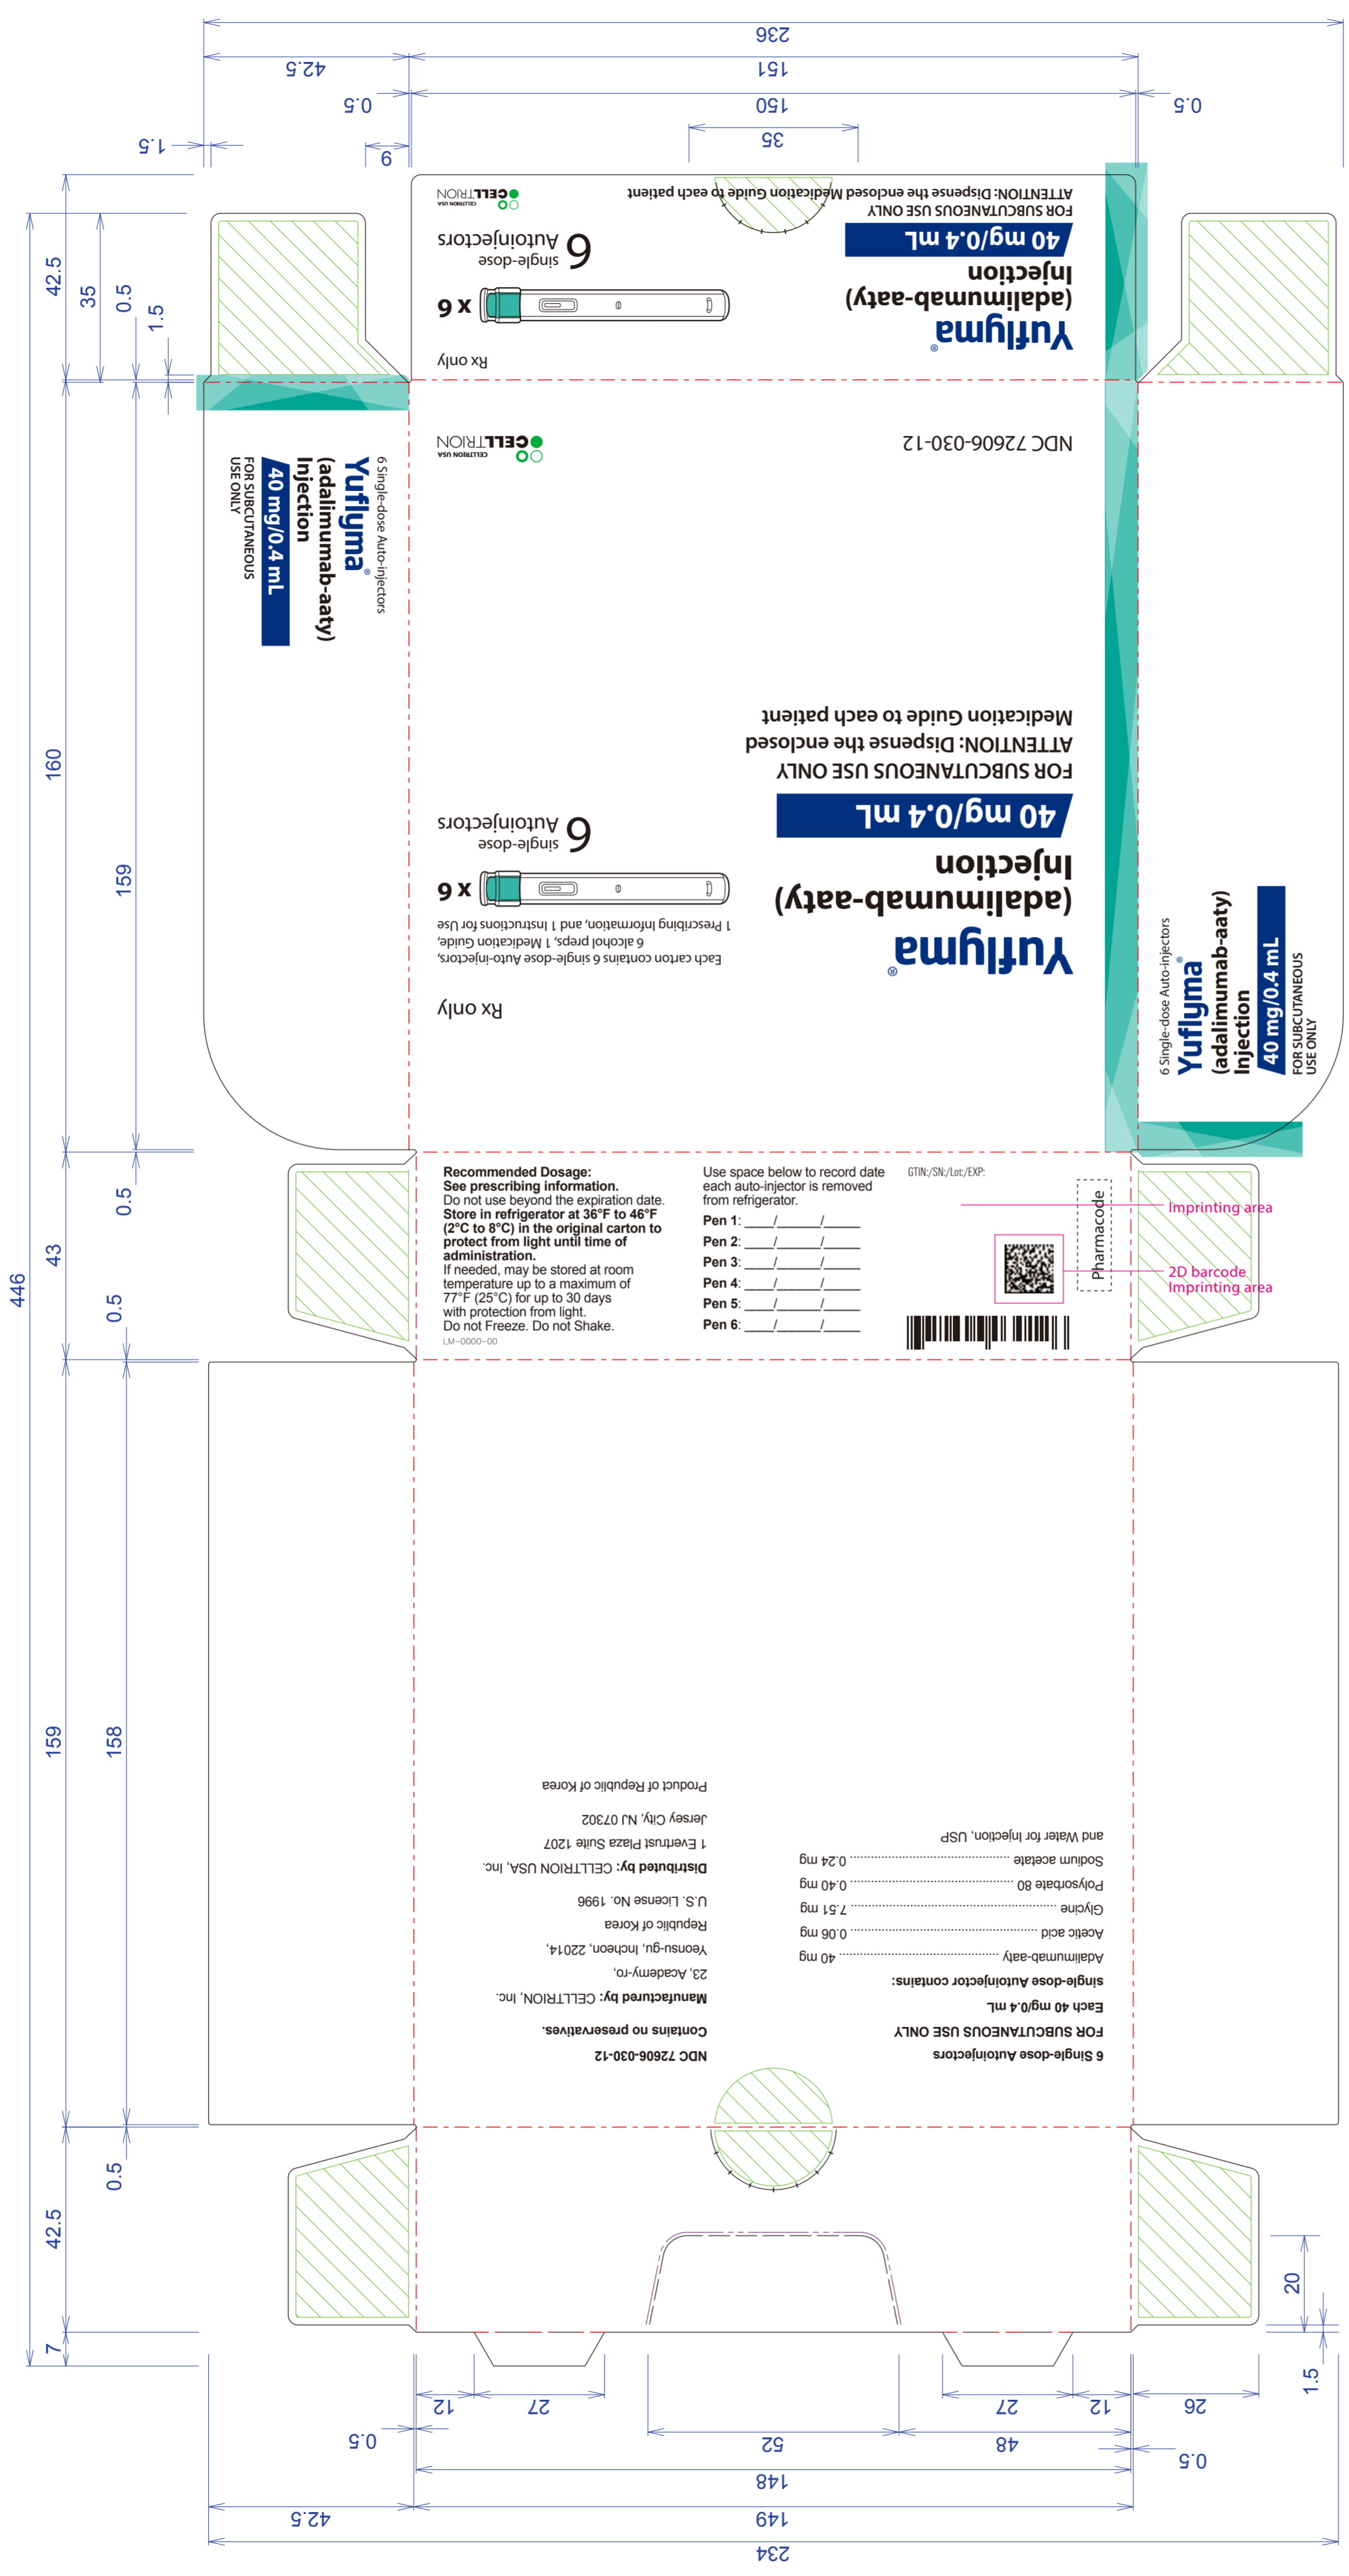 236
42.5
151
0.5
150
0.5
1.5
9
35
42.5
35
0.5
1.5
Yuflyma®
(adalimumab-aaty)
Injection
40 mg/0.4 mL
FOR SUBCUTANEOUS USE ONLY
ATTENTION: Dispense the enclosed Medication Guide to each patient
Rx only
x 6
6 single-dose
Autoinjectors
CELLTRION USA
CELLTRION
6 Single-dose Auto-injectors
Yuflyma®
(adalimumab-aaty)
Injection
40 mg/0.4 mL
FOR SUBCUTANEOUS
USE ONLY
160
159
Rx only
Each carton contains 6 single-dose Auto-injectors,
6 alcohol preps, 1 Medication Guide,
1 Prescribing Information, and 1 Instructions for Use
x 6
6 single-dose
Autoinjectors
Yuflyma®
(adalimumab-aaty)
Injection
40 mg/0.4 mL
FOR SUBCUTANEOUS USE ONLY
ATTENTION: Dispense the enclosed
Medication Guide to each patient
NDC 72606-030-12
CELLTRION USA
CELLTRION
6 Single-dose Auto-injectors
Yuflyma®
(adalimumab-aaty)
Injection
40 mg/0.4 mL
FOR SUBCUTANEOUS
USE ONLY
0.5
43
446
0.5
Recommended Dosage:
See prescribing information.
Do not use beyond the expiration date.
Store in refrigerator at 36°F to 46°F
(2°C to 8°C) in the original carton to
protect from light until time of
administration.
If needed, may be stored at room
temperature up to a maximum of
77°F (25°C) for up to 30 days
with protection from light.
Do not Freeze. Do not Shake.
LM-0000-00
Use space below to record date
each auto-injector is removed
from refrigerator.
Pen 1: ____/______/_____
Pen 2: ____/______/_____
Pen 3: ____/______/_____
Pen 4: ____/______/_____
Pen 5: ____/______/_____
Pen 6: ____/______/_____
GTIN:/SN:/Lot:/EXP:
Pharmacode
Imprinting area
2D barcode
Imprinting area
159
158
6 Single-dose Autoinjectors
FOR SUBCUTANEOUS USE ONLY
Each 40 mg/0.4 mL
single-dose Autoinjector contains:
Adalimumab-aaty ........ 40 mg
Acetic acid ........ 0.06 mg
Glycine ........ 7.51 mg
Polysorbate 80 ........ 0.40 mg
Sodium acetate ........ 0.24 mg
and Water for Injection, USP
NDC 72606-030-12
Contains no preservatives.
Manufactured by: CELLTRION, Inc.
23, Academy-ro,
Yeonsu-gu, Incheon, 22014,
Republic of Korea
U.S. License No. 1996
Distributed by: CELLTRION USA, Inc.
1 Evertrust Plaza Suite 1207
Jersey City, NJ 07302
Product of Republic of Korea
0.5
42.5
7
20
1.5
12
27
27
12
26
0.5
52
48
0.5
148
42.5
149
234